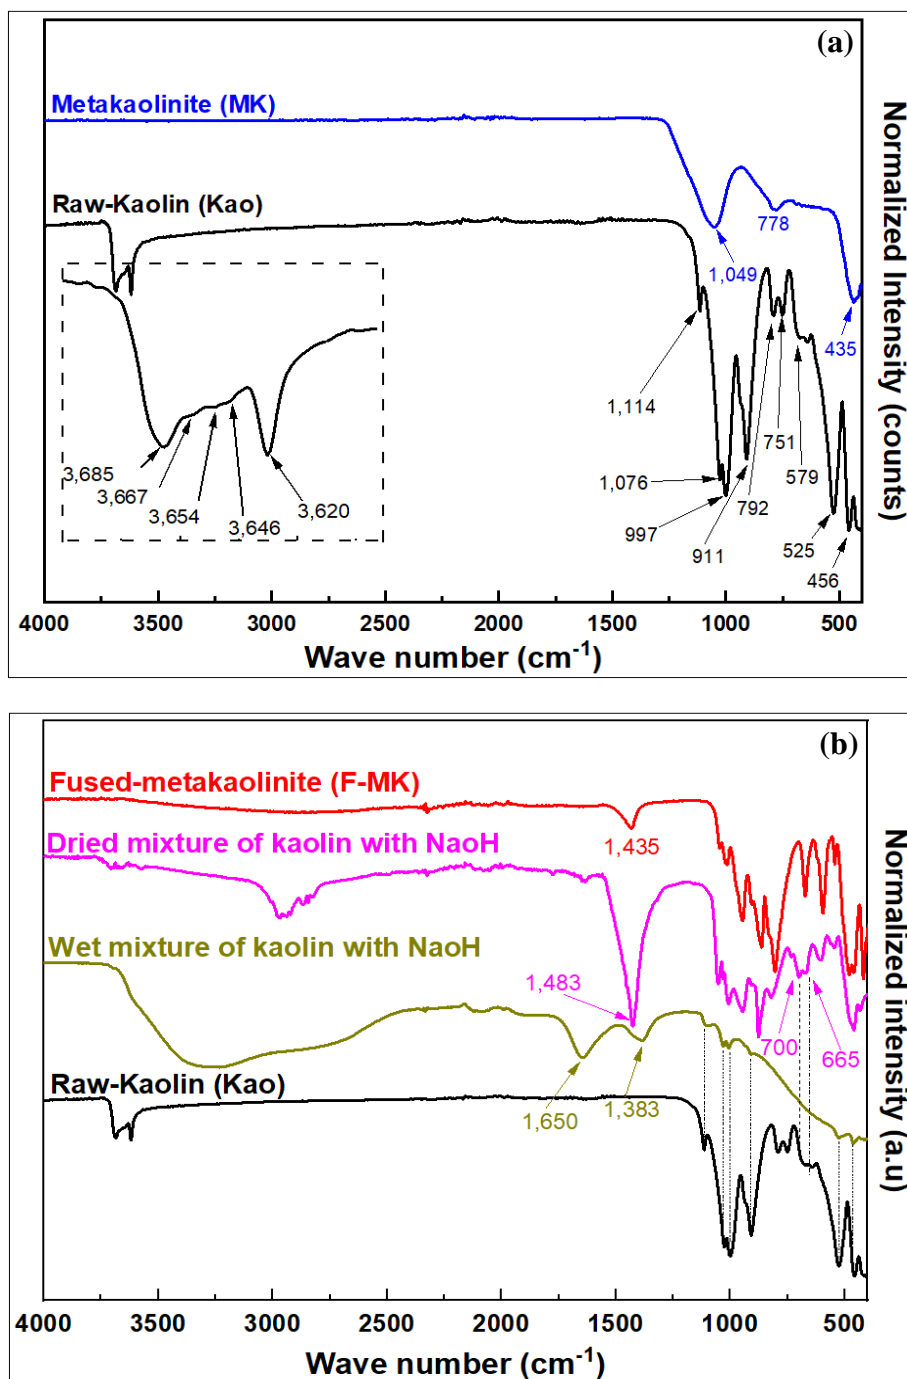 (a)
Metakaolinite (MK)
Raw-Kaolin (Kao)
778
1,049
435
1,114
3,685
3,667
3,654
3,646
3,620
1,076
997
911
792
751
579
525
456
4000 3500 3000 2500 2000 1500 1000 500
Wave number (cm-1)
Normalized Intensity (counts)
(b)
Fused-metakaolinite (F-MK)
1,435
Dried mixture of kaolin with NaoH
Wet mixture of kaolin with NaoH
1,483
700
665
Raw-Kaolin (Kao)
1,650
1,383
4000 3500 3000 2500 2000 1500 1000 500
Wave number (cm-1)
Normalized intensity (a.u)